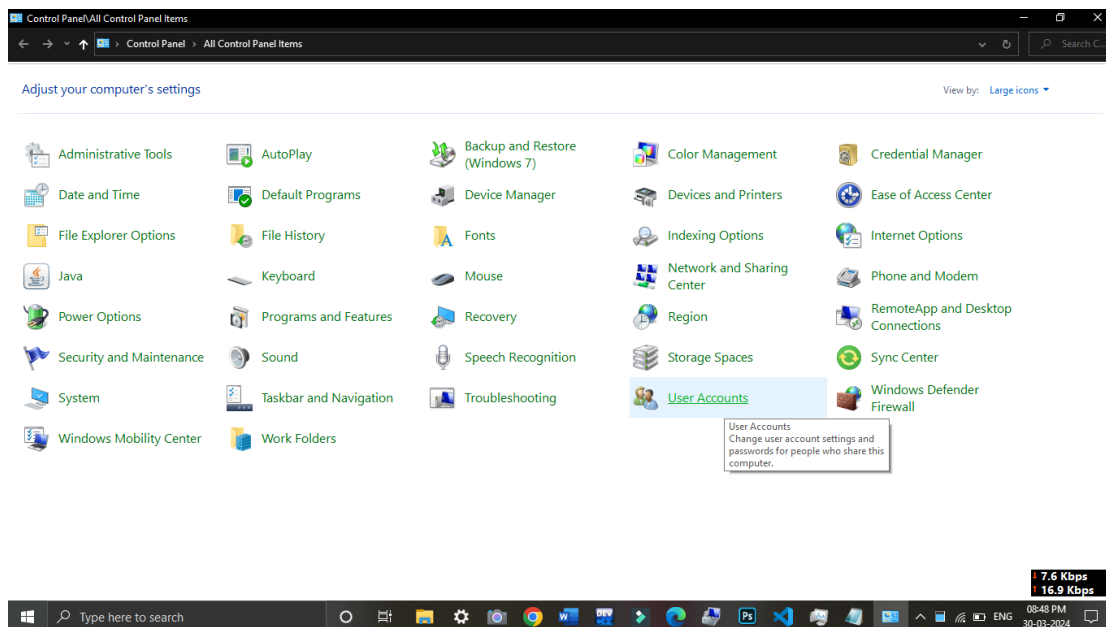 Control Panel\All Control Panel Items
Control Panel › All Control Panel Items
Search C...
Adjust your computer's settings
View by: Large icons
Administrative Tools
AutoPlay
Backup and Restore
(Windows 7)
Color Management
Credential Manager
Date and Time
Default Programs
Device Manager
Devices and Printers
Ease of Access Center
File Explorer Options
File History
Fonts
Indexing Options
Internet Options
Java
Keyboard
Mouse
Network and Sharing
Center
Phone and Modem
Power Options
Programs and Features
Recovery
Region
RemoteApp and Desktop
Connections
Security and Maintenance
Sound
Speech Recognition
Storage Spaces
Sync Center
System
Taskbar and Navigation
Troubleshooting
User Accounts
Windows Defender
Firewall
User Accounts
Change user account settings and
passwords for people who share this
computer.
Windows Mobility Center
Work Folders
7.6 Kbps
16.9 Kbps
Type here to search
DEV
Ps
ENG
08:48 PM
30-03-2024